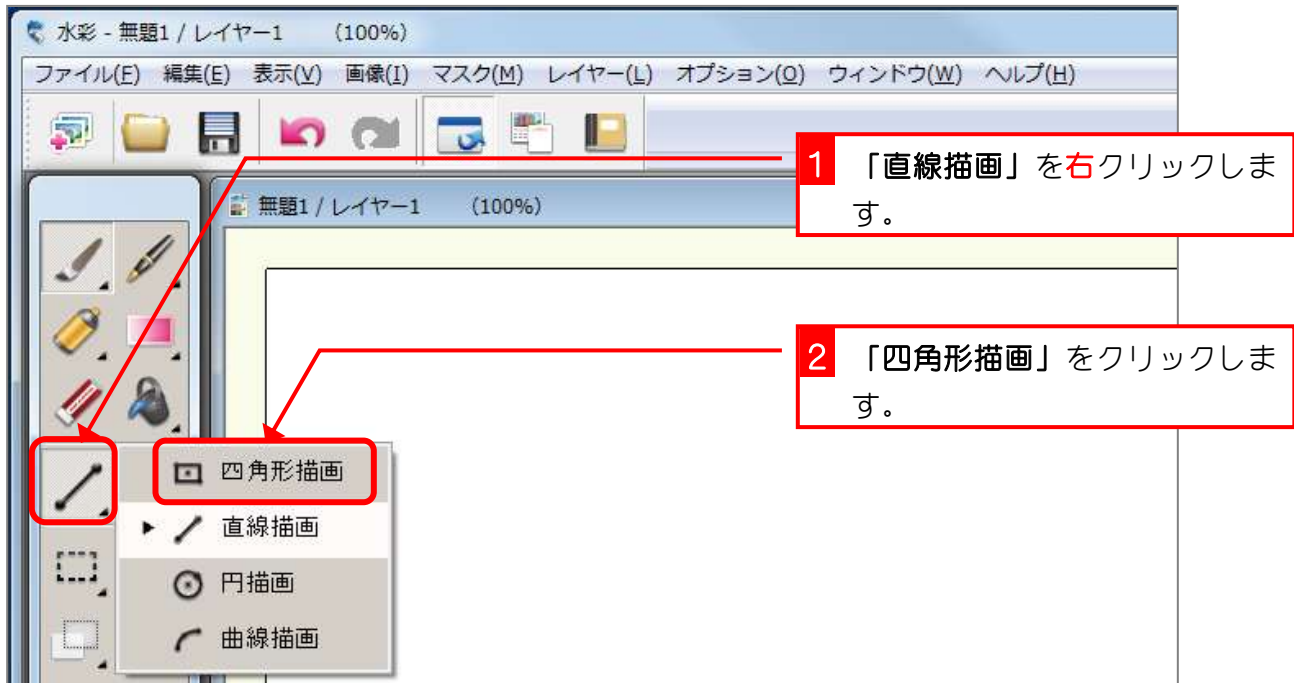 水彩 - 無題1 / レイヤー1 (100%)
ファイル(F) 編集(E) 表示(V) 画像(I) マスク(M) レイヤー(L) オプション(O) ウィンドウ(W) ヘルプ(H)
1 「直線描画」を右クリックしま
す。
無題1 / レイヤー1 (100%)
2 「四角形描画」をクリックしま
す。
四角形描画
直線描画
円描画
曲線描画